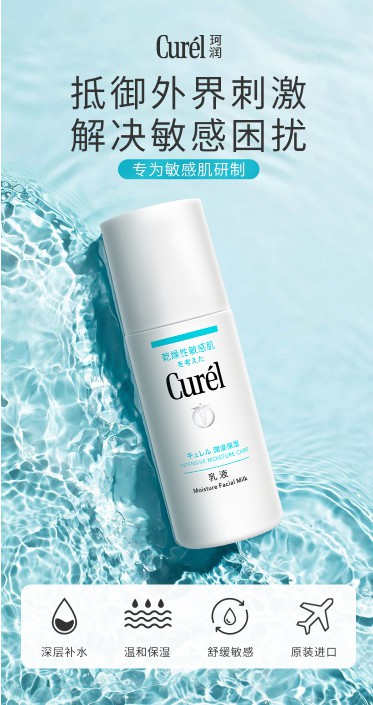 Curél 珂润
抵御外界刺激
解决敏感困扰
专为敏感肌研制
乾燥性敏感肌
を考えた
Curél
キュレル 潤浸保湿
INTENSIVE MOISTURE CARE
乳液
Moisture Facial Milk
深层补水
温和保湿
舒缓敏感
原装进口